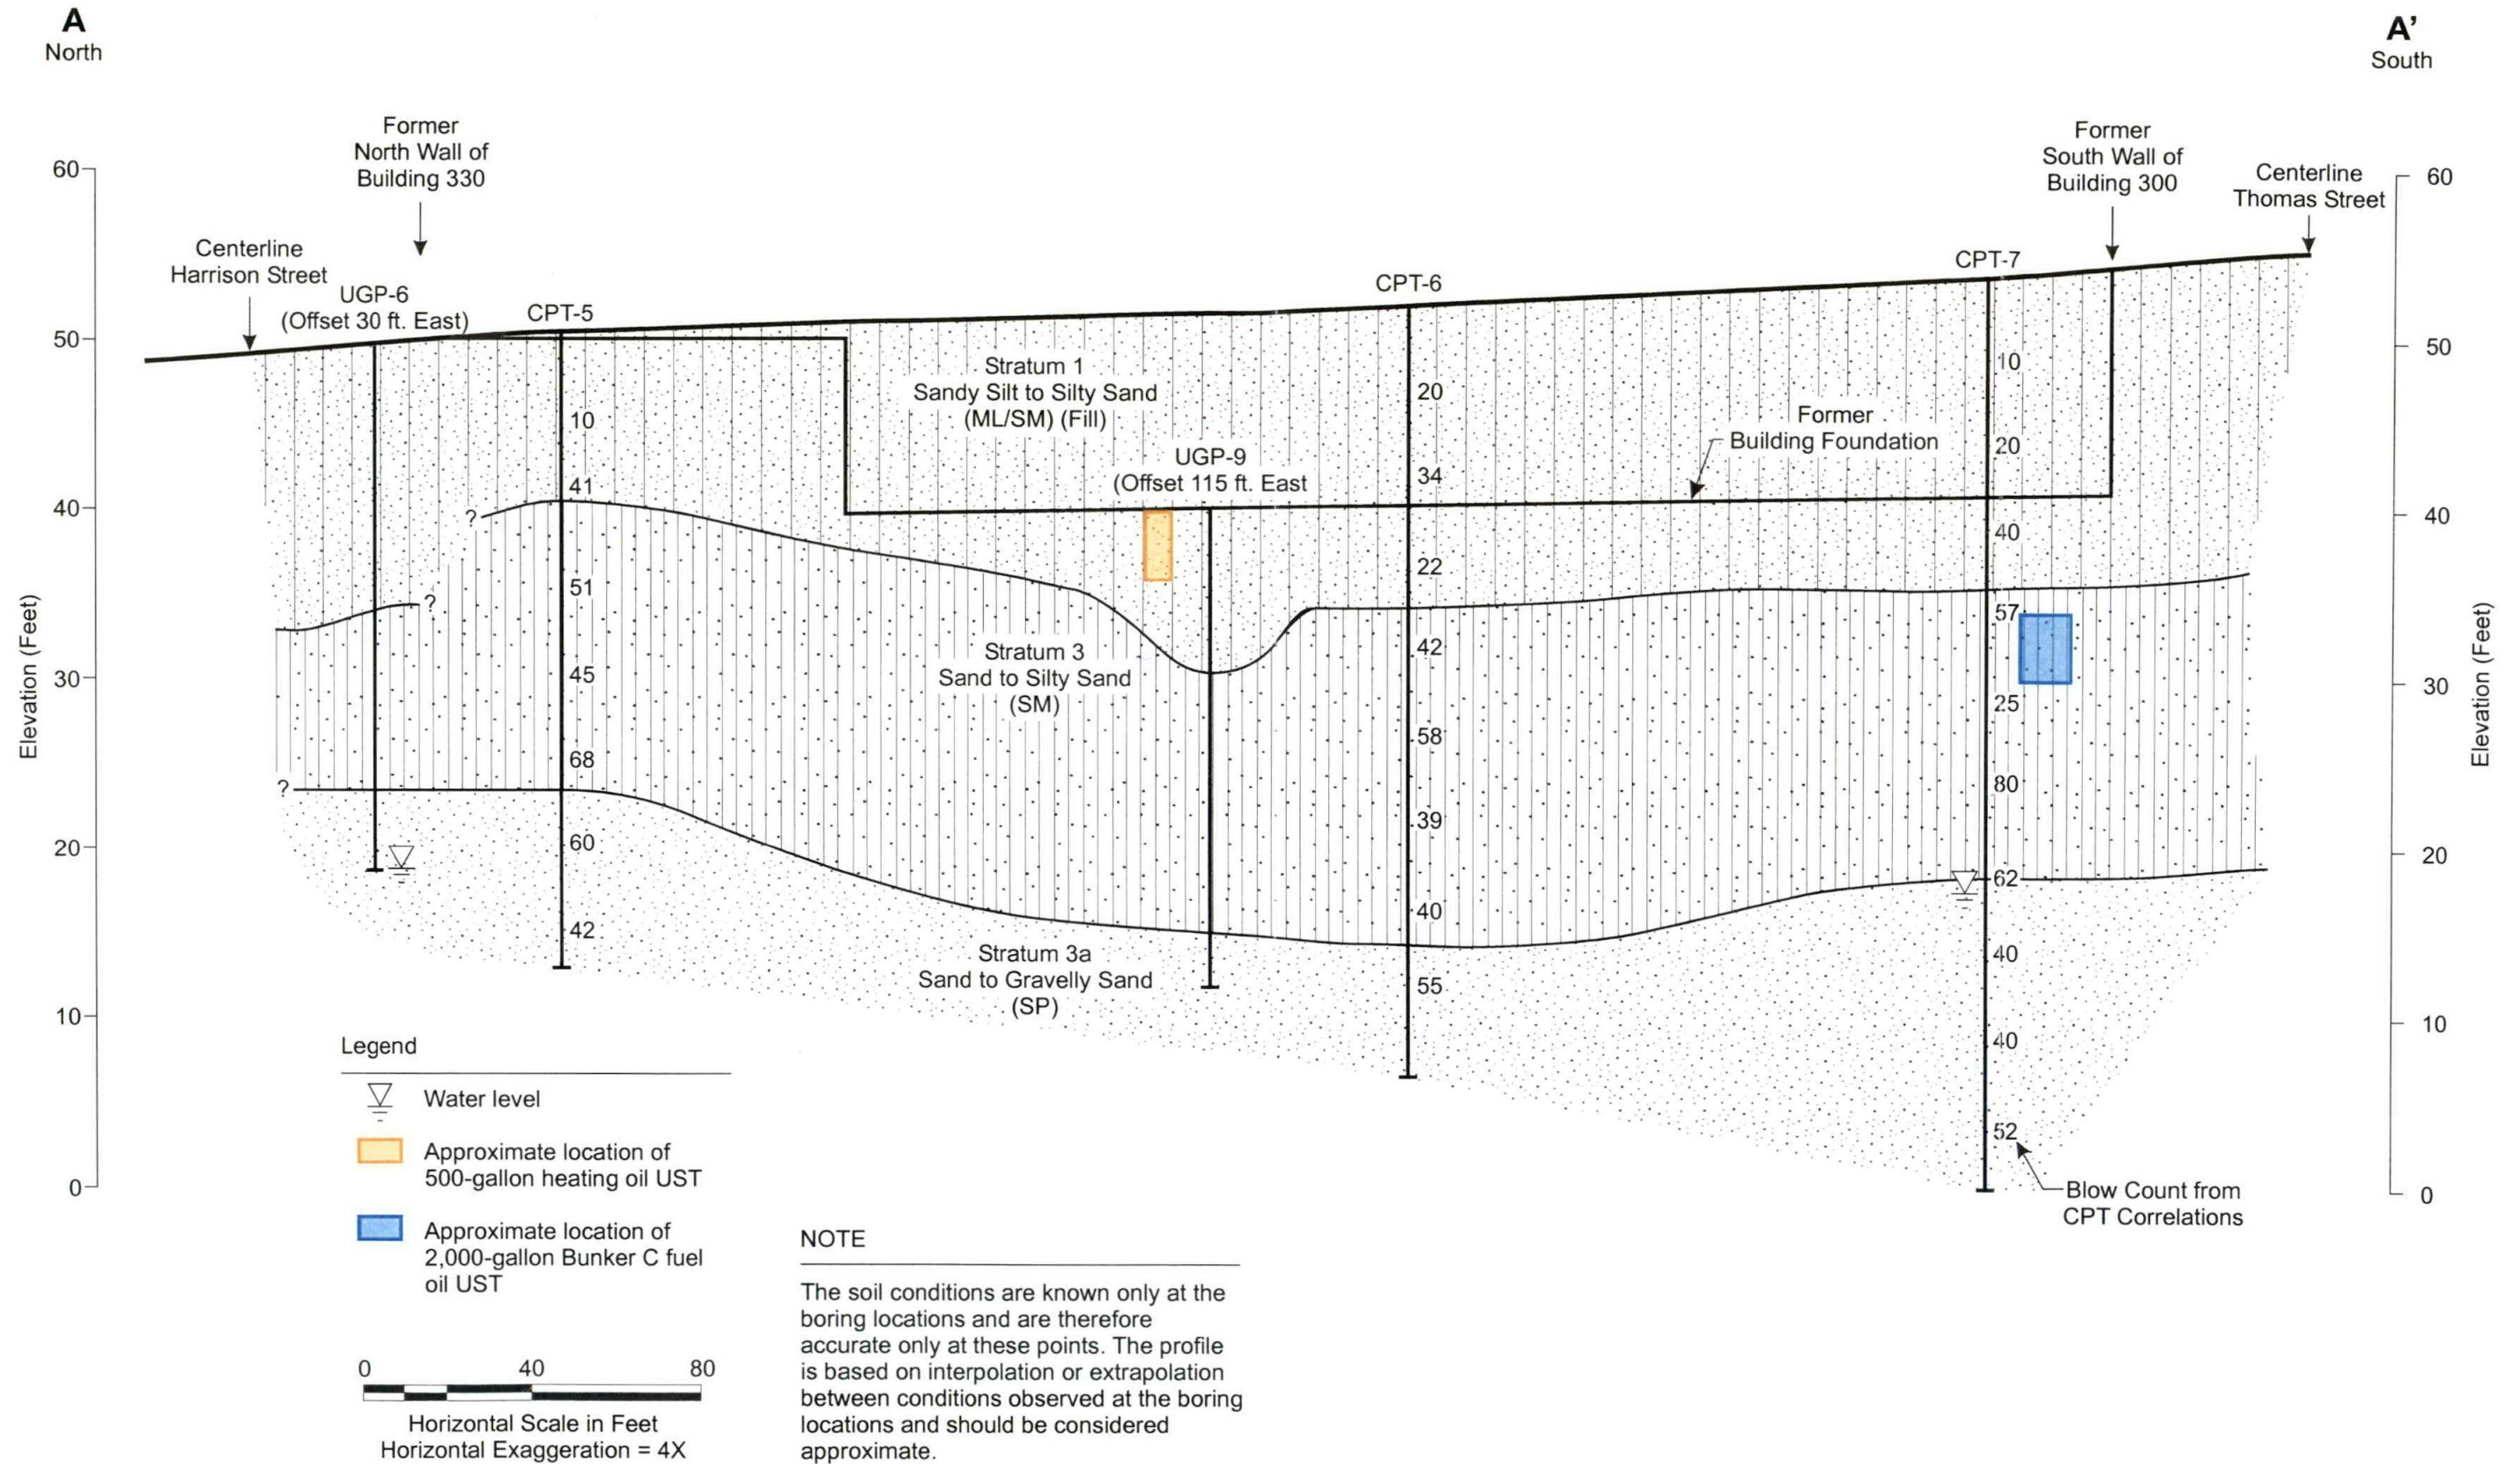 A
North
A’
South
Former
North Wall of
Building 330
Former
South Wall of
Building 300
Centerline
Thomas Street
Centerline
Harrison Street
UGP-6
(Offset 30 ft. East)
CPT-5
CPT-6
CPT-7
60
50
40
30
20
10
0
Elevation (Feet)
60
50
40
30
20
10
0
Elevation (Feet)
Stratum 1
Sandy Silt to Silty Sand
(ML/SM) (Fill)
UGP-9
(Offset 115 ft. East
Former
Building Foundation
10
41
51
45
68
60
42
20
34
22
42
58
39
40
55
10
20
40
57
25
80
62
40
40
52
?
?
?
Stratum 3
Sand to Silty Sand
(SM)
Stratum 3a
Sand to Gravelly Sand
(SP)
Blow Count from
CPT Correlations
Legend
Water level
Approximate location of
500-gallon heating oil UST
Approximate location of
2,000-gallon Bunker C fuel
oil UST
0 40 80
Horizontal Scale in Feet
Horizontal Exaggeration = 4X
NOTE
The soil conditions are known only at the
boring locations and are therefore
accurate only at these points. The profile
is based on interpolation or extrapolation
between conditions observed at the boring
locations and should be considered
approximate.